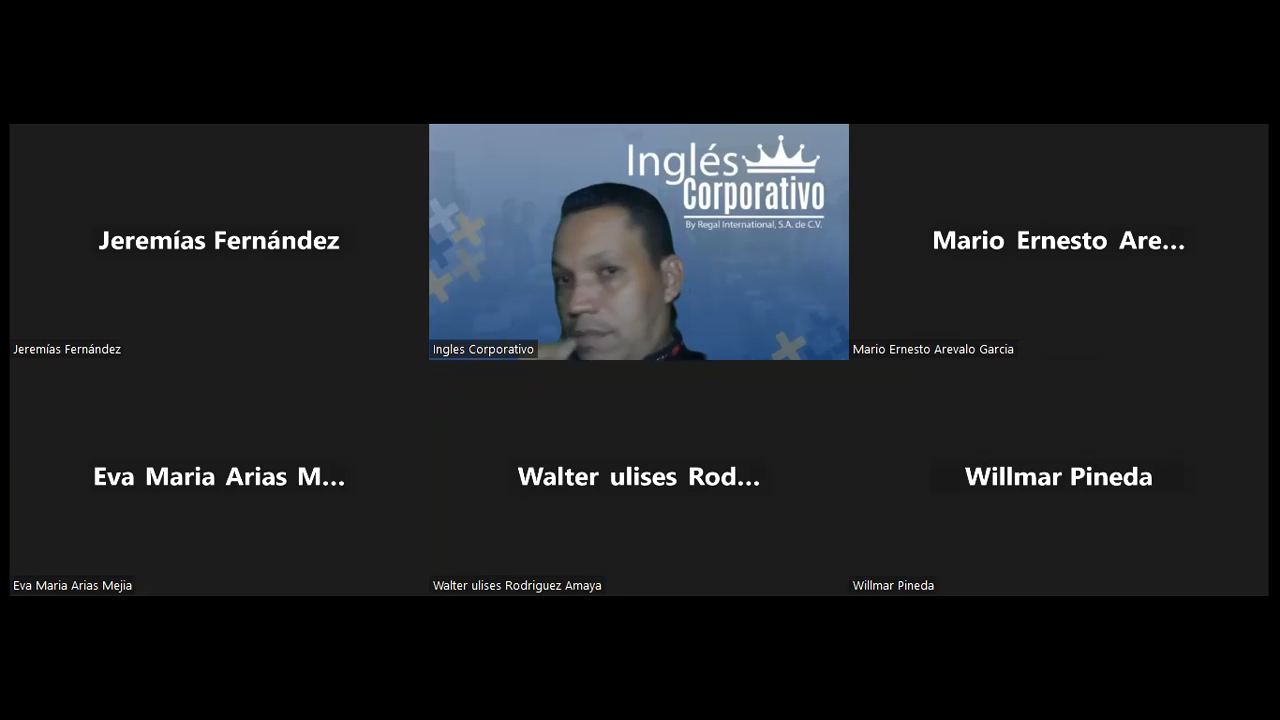 Jeremías Fernández
Jeremías Fernández
Inglés
Corporativo
By Regal International, S.A. de C.V.
Ingles Corporativo
Mario Ernesto Are...
Mario Ernesto Arevalo Garcia
Eva Maria Arias M...
Eva Maria Arias Mejia
Walter ulises Rod...
Walter ulises Rodriguez Amaya
Willmar Pineda
Willmar Pineda